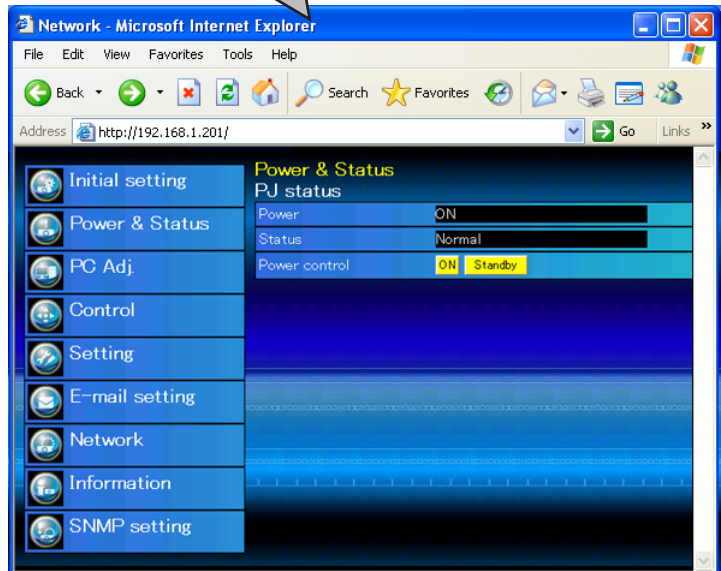 Network - Microsoft Internet Explorer
File Edit View Favorites Tools Help
Back Search Favorites
Address http://192.168.1.201/ Go Links »
Initial setting
Power & Status
PC Adj.
Control
Setting
E-mail setting
Network
Information
SNMP setting
Power & Status
PJ status
Power ON
Status Normal
Power control ON Standby